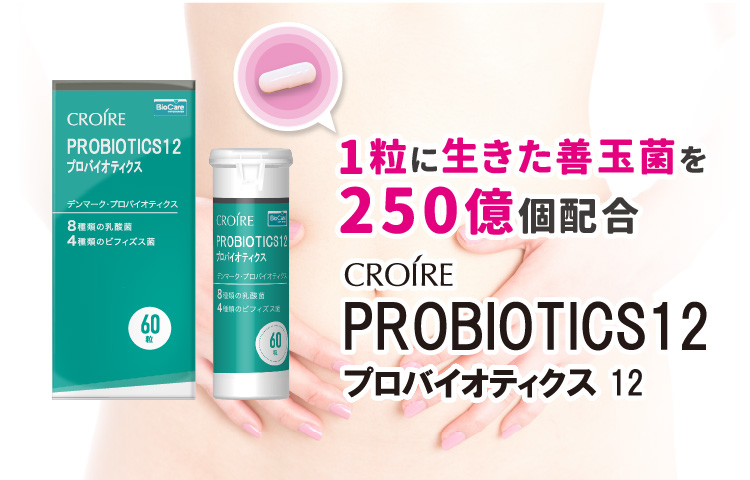 BioCare
CROÍRE
PROBIOTICS12
プロバイオティクス
デンマーク・プロバイオティクス
8種類の乳酸菌
4種類のビフィズス菌
60
粒
BioCare
CROÍRE
PROBIOTICS12
プロバイオティクス
デンマーク・プロバイオティクス
8種類の乳酸菌
4種類のビフィズス菌
60
粒
1粒に生きた善玉菌を
250億個配合
CROÍRE
PROBIOTICS12
プロバイオティクス 12